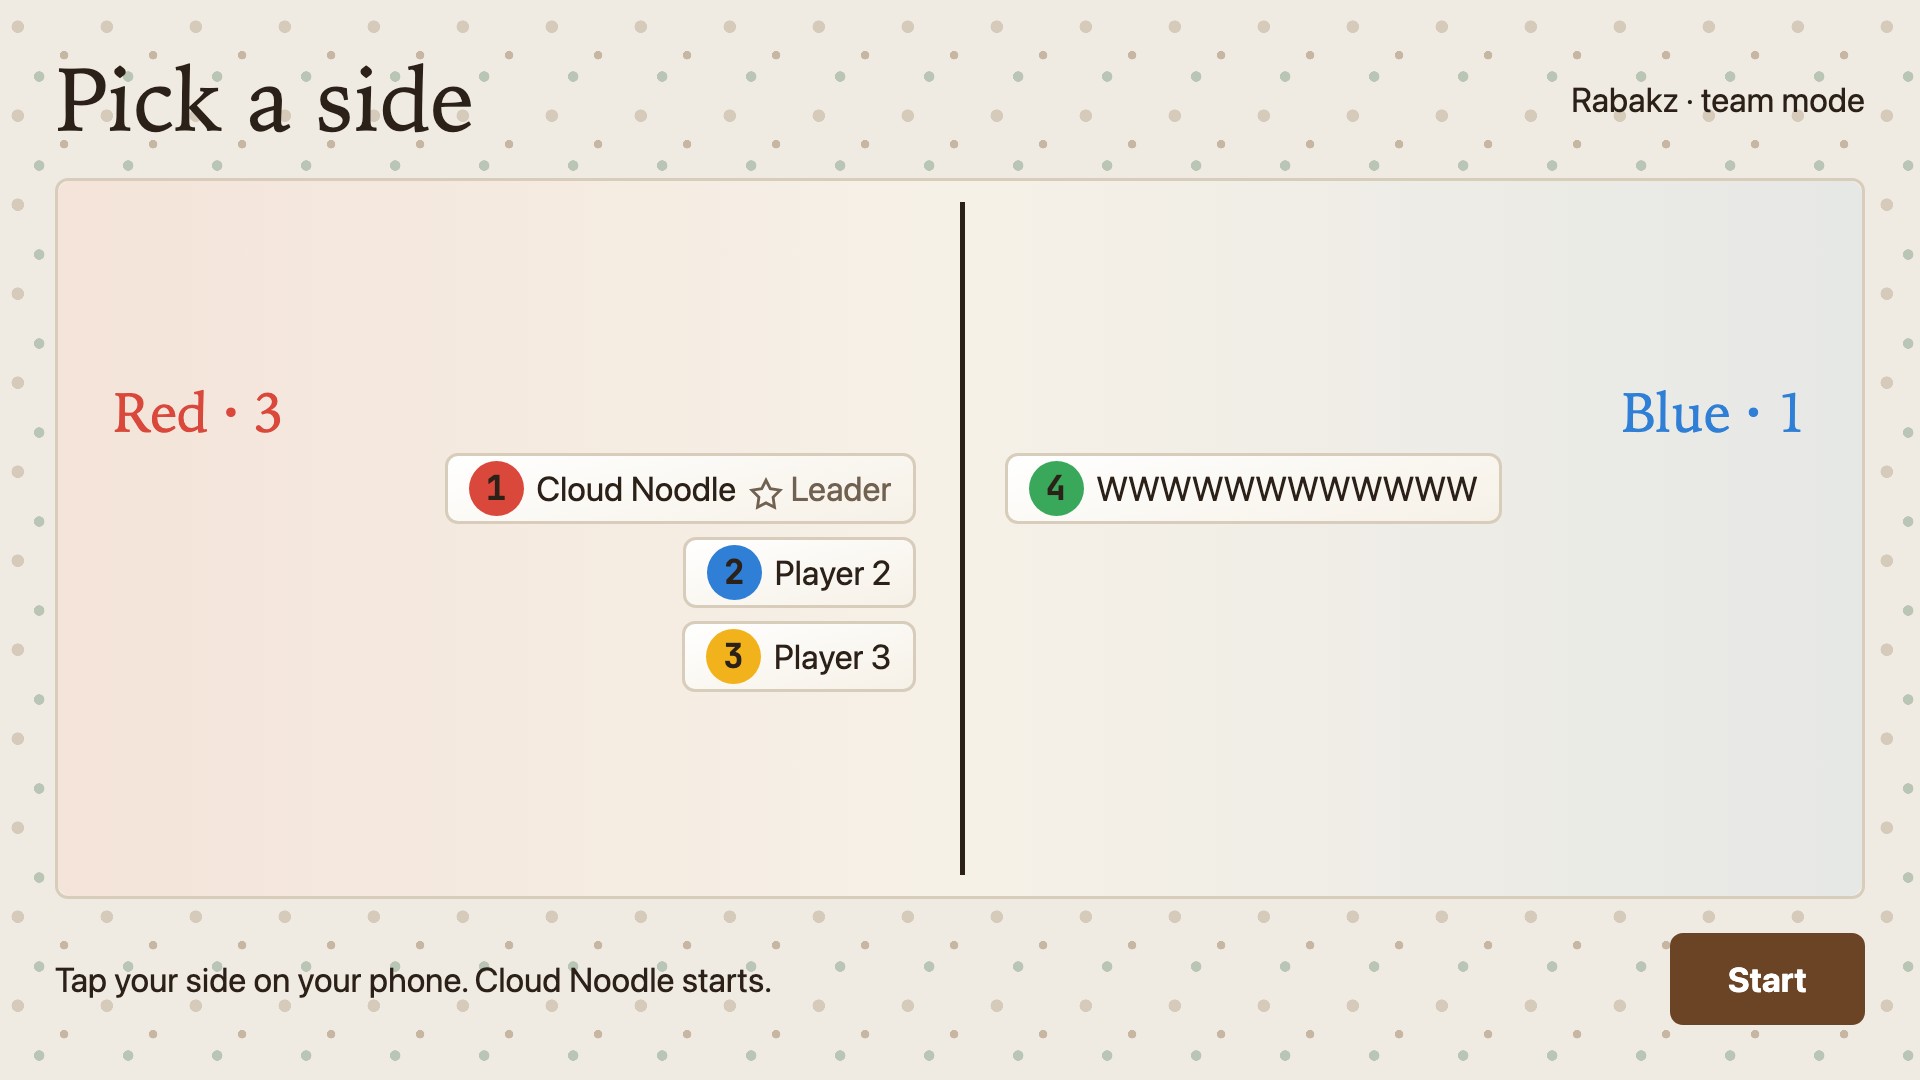 Pick a side
Rabakz · team mode
Red · 3
Blue · 1
1 Cloud Noodle ☆ Leader
2 Player 2
3 Player 3
4 WWWWWWWWWWWW
Tap your side on your phone. Cloud Noodle starts.
Start